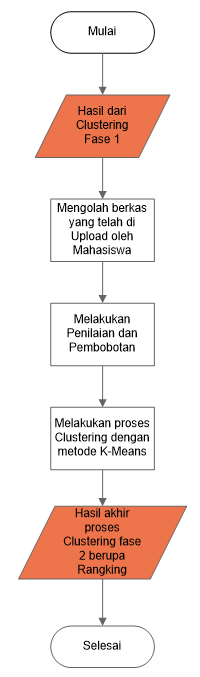 Mulai
Hasil dari
Clustering
Fase 1
Mengolah berkas
yang telah di
Upload oleh
Mahasiswa
Melakukan
Penilaian dan
Pembobotan
Melakukan proses
Clustering dengan
metode K-Means
Hasil akhir
proses
Clustering fase
2 berupa
Rangking
Selesai